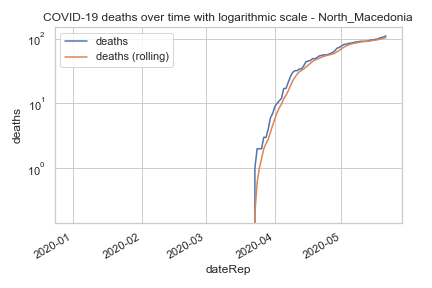 COVID-19 deaths over time with logarithmic scale - North_Macedonia
deaths
deaths (rolling)
10²
10¹
10⁰
deaths
2020-01
2020-02
2020-03
2020-04
2020-05
dateRep